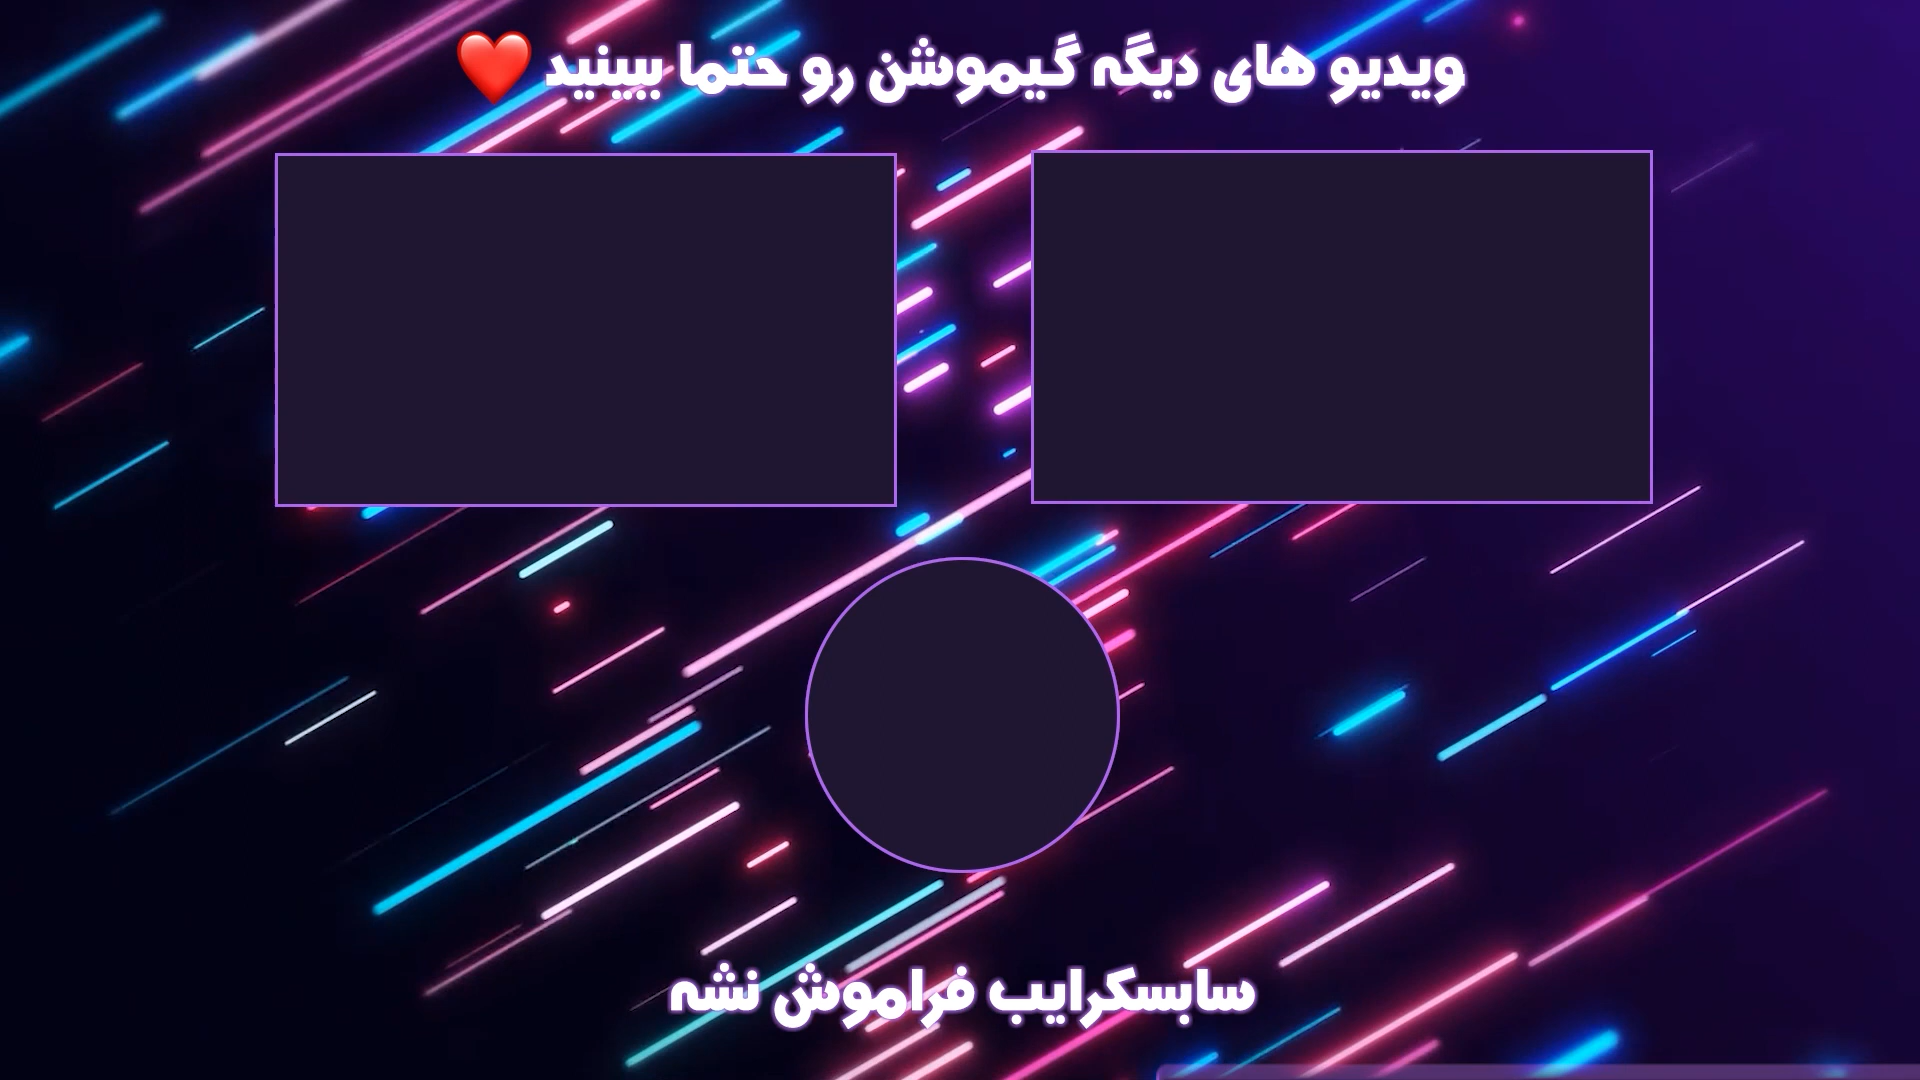 ویدیو های دیگه گیموشن رو حتما ببینید ❤️
سابسکرایب فراموش نشه